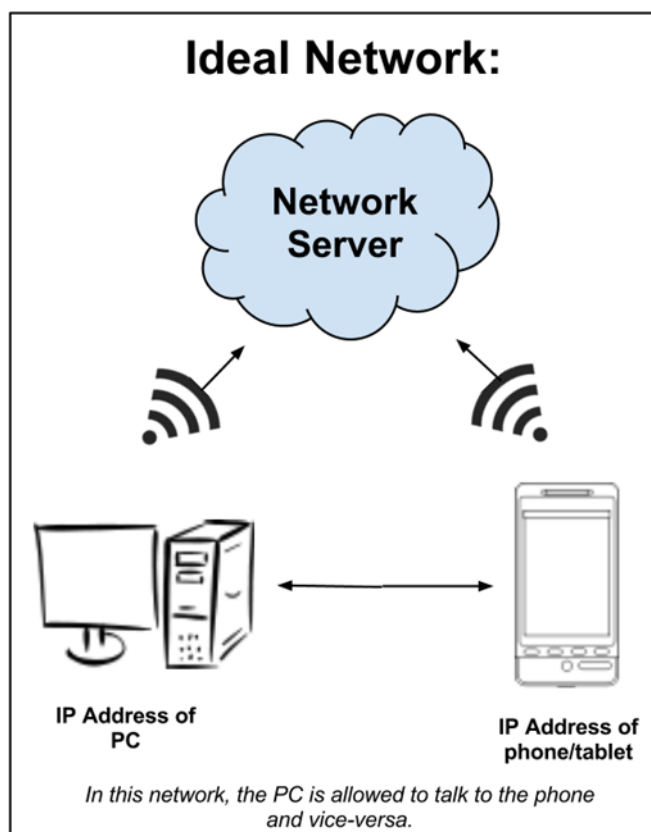 Ideal Network:
Network
Server
IP Address of
PC
IP Address of
phone/tablet
In this network, the PC is allowed to talk to the phone
and vice-versa.